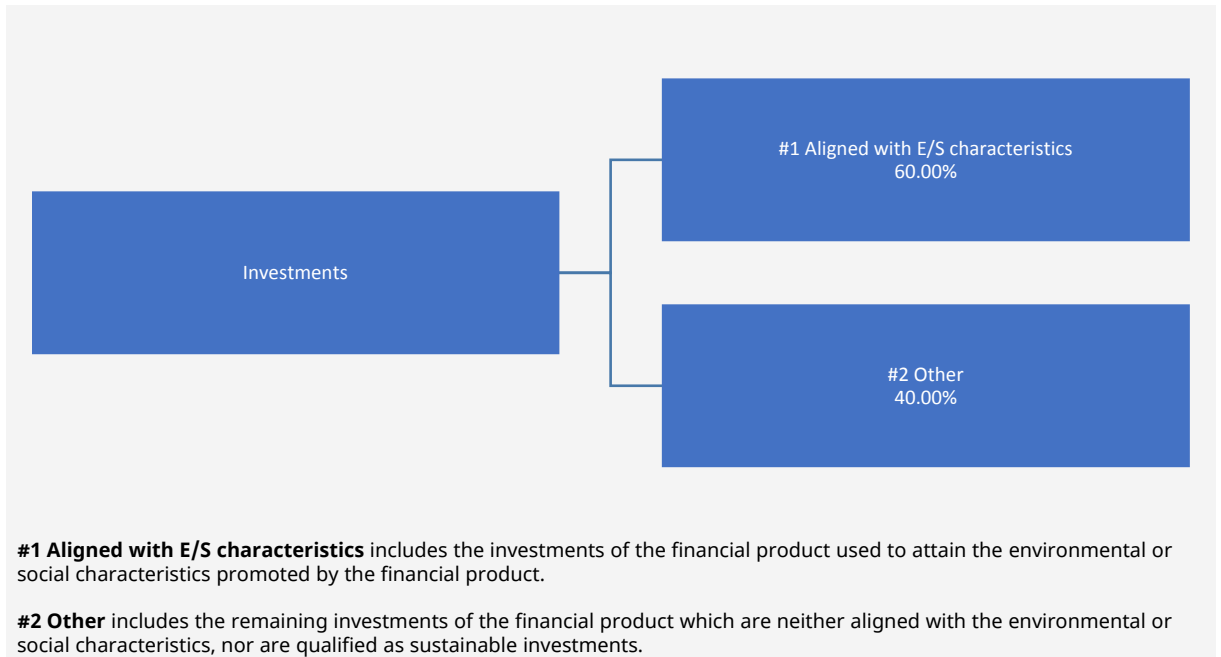 #1 Aligned with E/S characteristics
60.00%
Investments
#2 Other
40.00%
#1 Aligned with E/S characteristics includes the investments of the financial product used to attain the environmental or
social characteristics promoted by the financial product.
#2 Other includes the remaining investments of the financial product which are neither aligned with the environmental or
social characteristics, nor are qualified as sustainable investments.